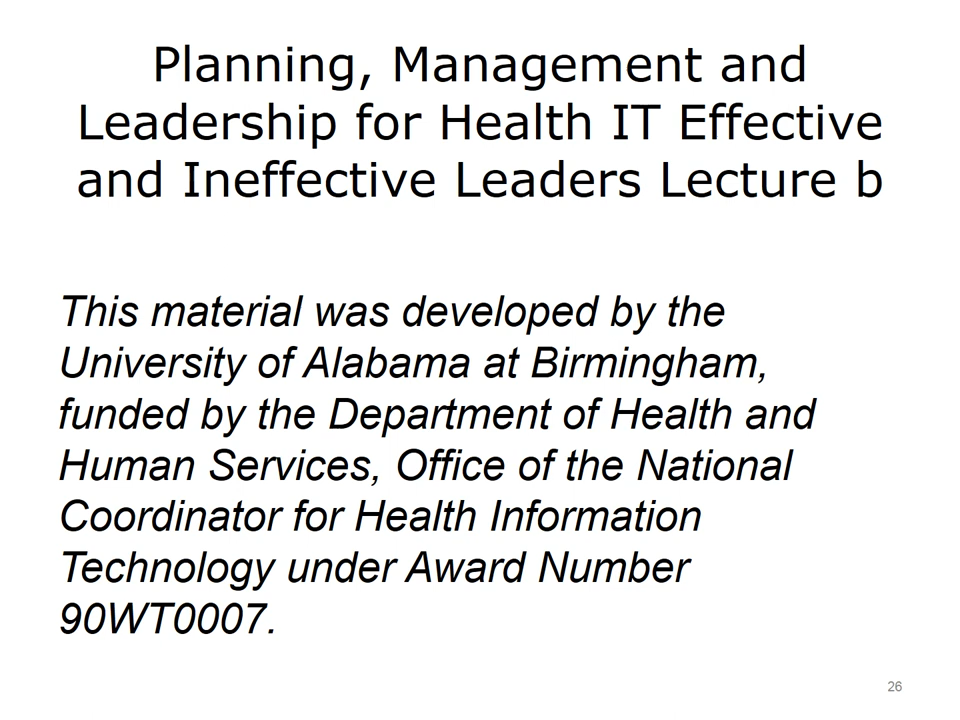 Planning, Management and
Leadership for Health IT Effective
and Ineffective Leaders Lecture b
This material was developed by the
University of Alabama at Birmingham,
funded by the Department of Health and
Human Services, Office of the National
Coordinator for Health Information
Technology under Award Number
90WT0007.
26